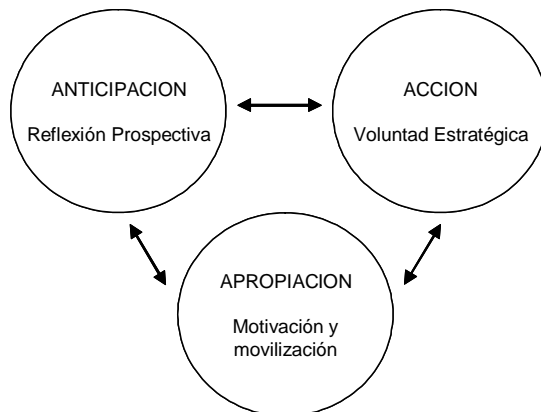 ANTICIPACION
Reflexión Prospectiva
ACCION
Voluntad Estratégica
APROPIACION
Motivación y
movilización